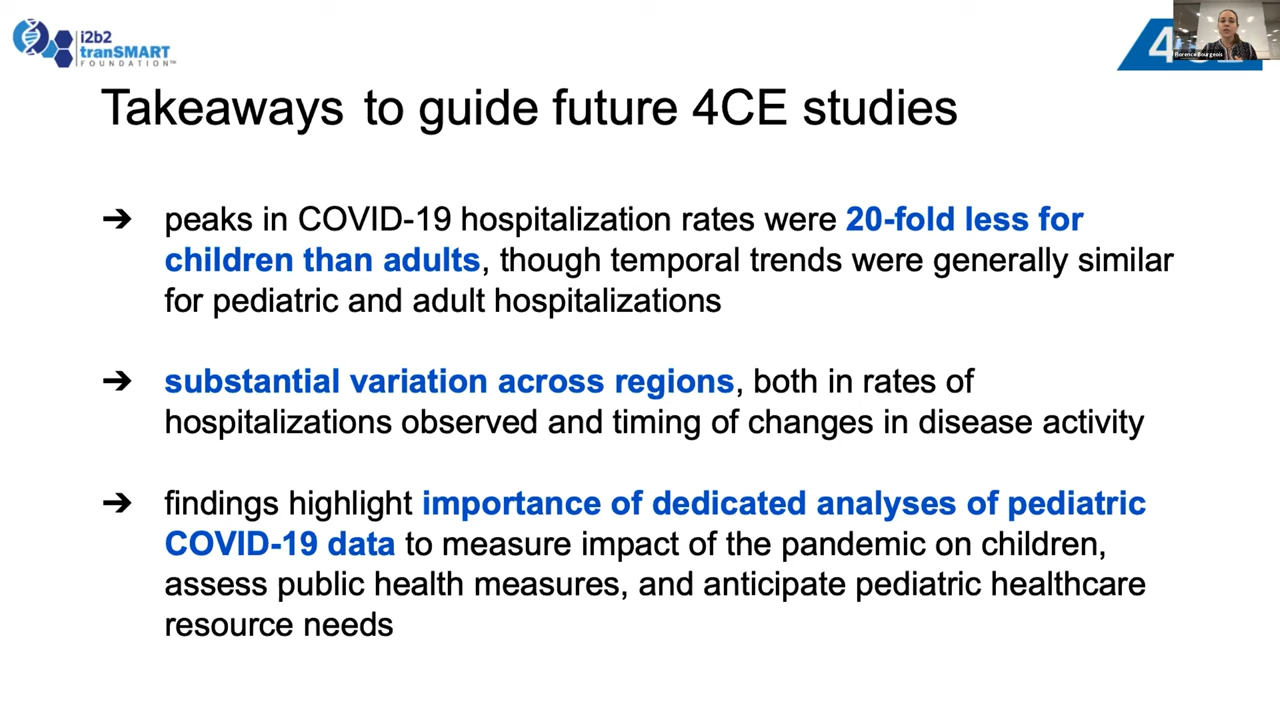 i2b2
tranSMART
FOUNDATION™
Florence Bourgeois
Takeaways to guide future 4CE studies
➔ peaks in COVID-19 hospitalization rates were 20-fold less for
children than adults, though temporal trends were generally similar
for pediatric and adult hospitalizations
➔ substantial variation across regions, both in rates of
hospitalizations observed and timing of changes in disease activity
➔ findings highlight importance of dedicated analyses of pediatric
COVID-19 data to measure impact of the pandemic on children,
assess public health measures, and anticipate pediatric healthcare
resource needs